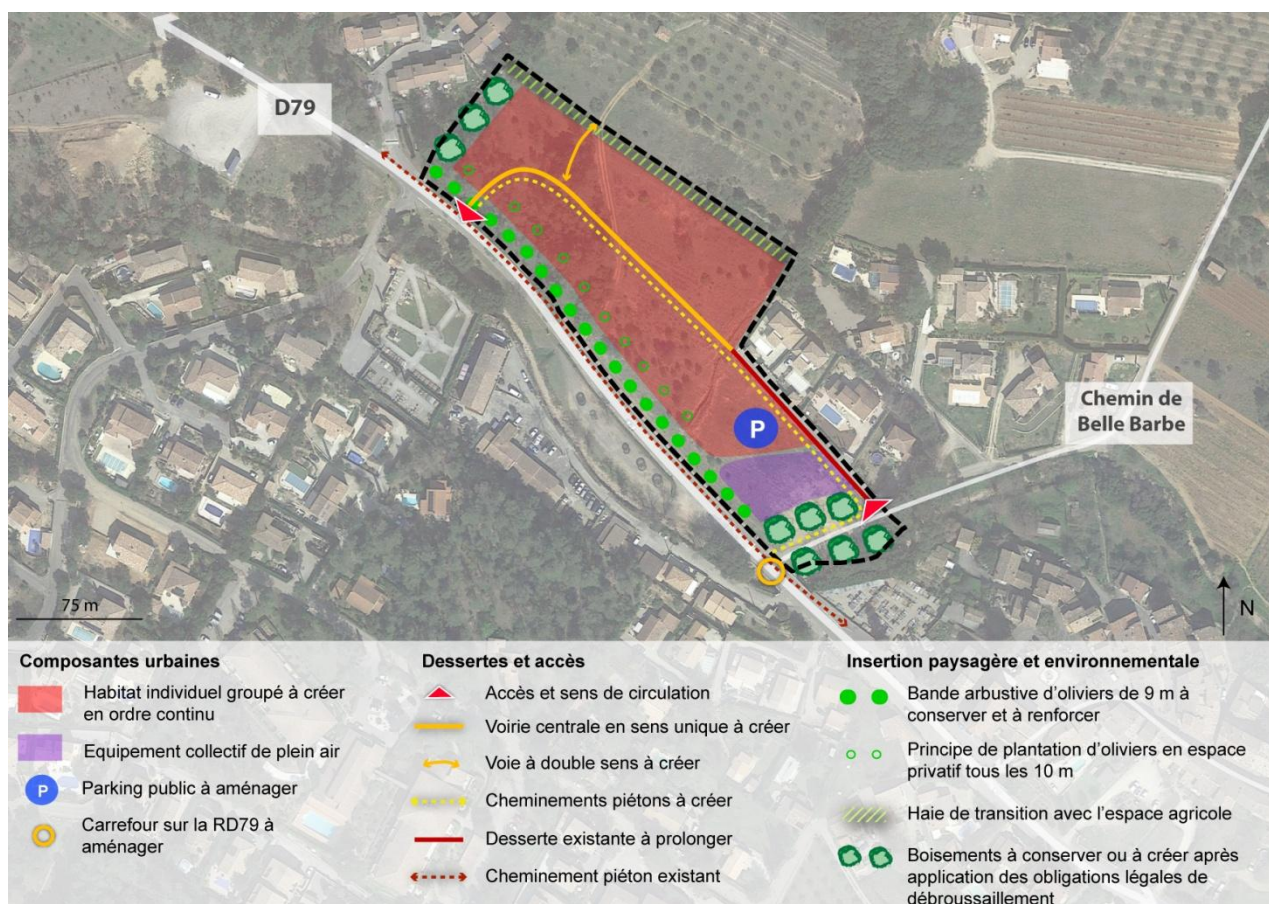 D79
Chemin de
Belle Barbe
P
75 m
N
Composantes urbaines
Habitat individuel groupé à créer
en ordre continu
Equipement collectif de plein air
P
Parking public à aménager
Carrefour sur la RD79 à
aménager
Dessertes et accès
Accès et sens de circulation
Voirie centrale en sens unique à créer
Voie à double sens à créer
Cheminements piétons à créer
Desserte existante à prolonger
Cheminement piéton existant
Insertion paysagère et environnementale
Bande arbustive d'oliviers de 9 m à
conserver et à renforcer
Principe de plantation d'oliviers en espace
privatif tous les 10 m
Haie de transition avec l'espace agricole
Boisements à conserver ou à créer après
application des obligations légales de
débroussaillement